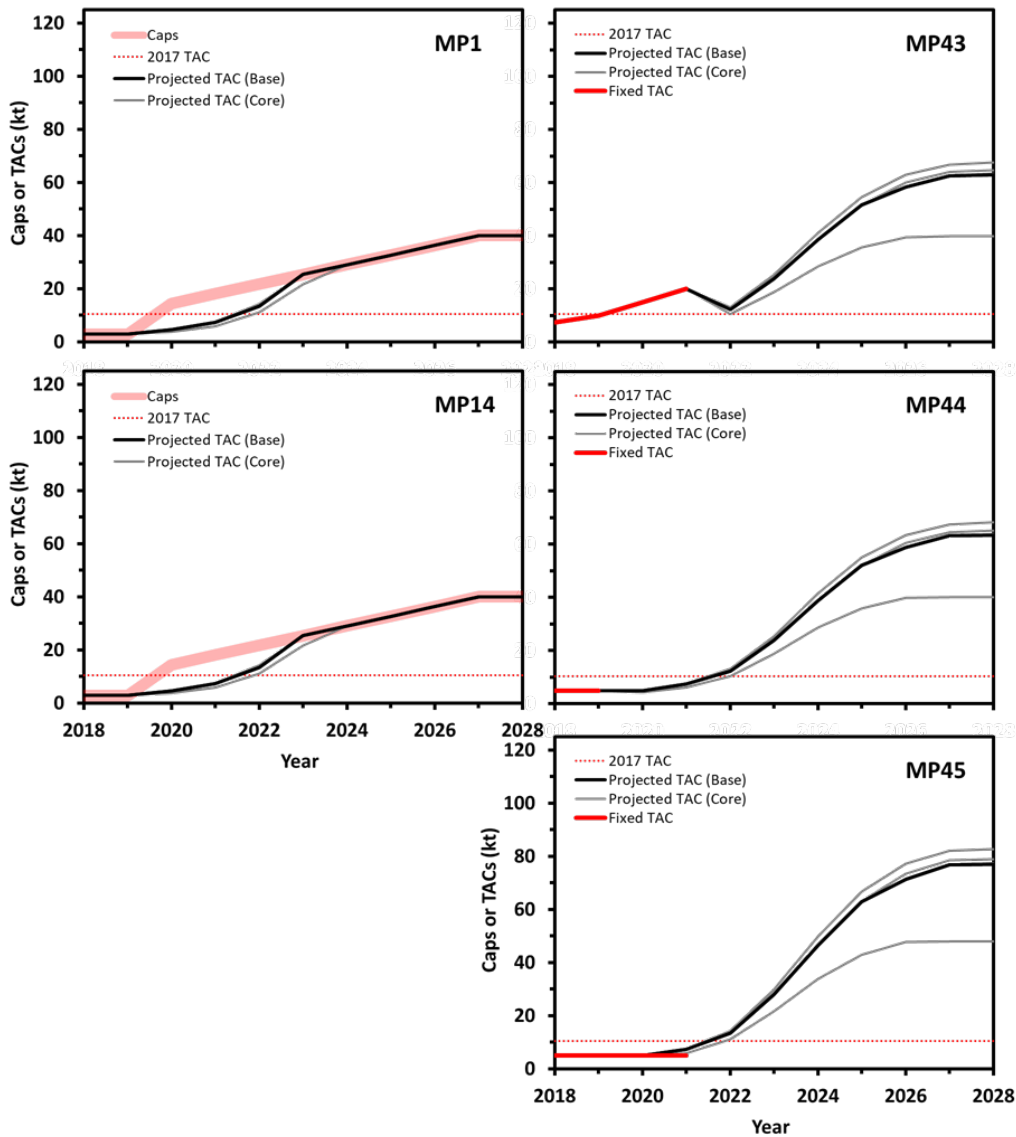 MP1
Caps
2017 TAC
Projected TAC (Base)
Projected TAC (Core)
Caps or TACs (kt)
120
100
80
60
40
20
0
MP43
2017 TAC
Projected TAC (Base)
Projected TAC (Core)
Fixed TAC
MP14
Caps
2017 TAC
Projected TAC (Base)
Projected TAC (Core)
Caps or TACs (kt)
120
100
80
60
40
20
0
2018 2020 2022 2024 2026 2028
Year
MP44
2017 TAC
Projected TAC (Base)
Projected TAC (Core)
Fixed TAC
MP45
2017 TAC
Projected TAC (Base)
Projected TAC (Core)
Fixed TAC
Caps or TACs (kt)
120
100
80
60
40
20
0
2018 2020 2022 2024 2026 2028
Year